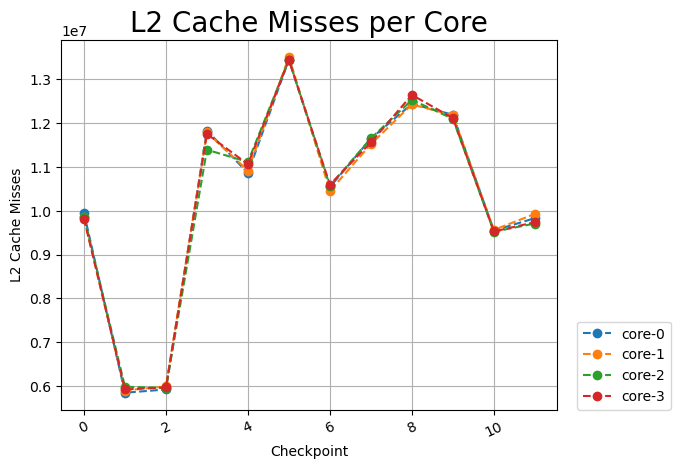 L2 Cache Misses per Core
1e7
1.3
1.2
1.1
1.0
0.9
0.8
0.7
0.6
L2 Cache Misses
0
2
4
6
8
10
Checkpoint
core-0
core-1
core-2
core-3